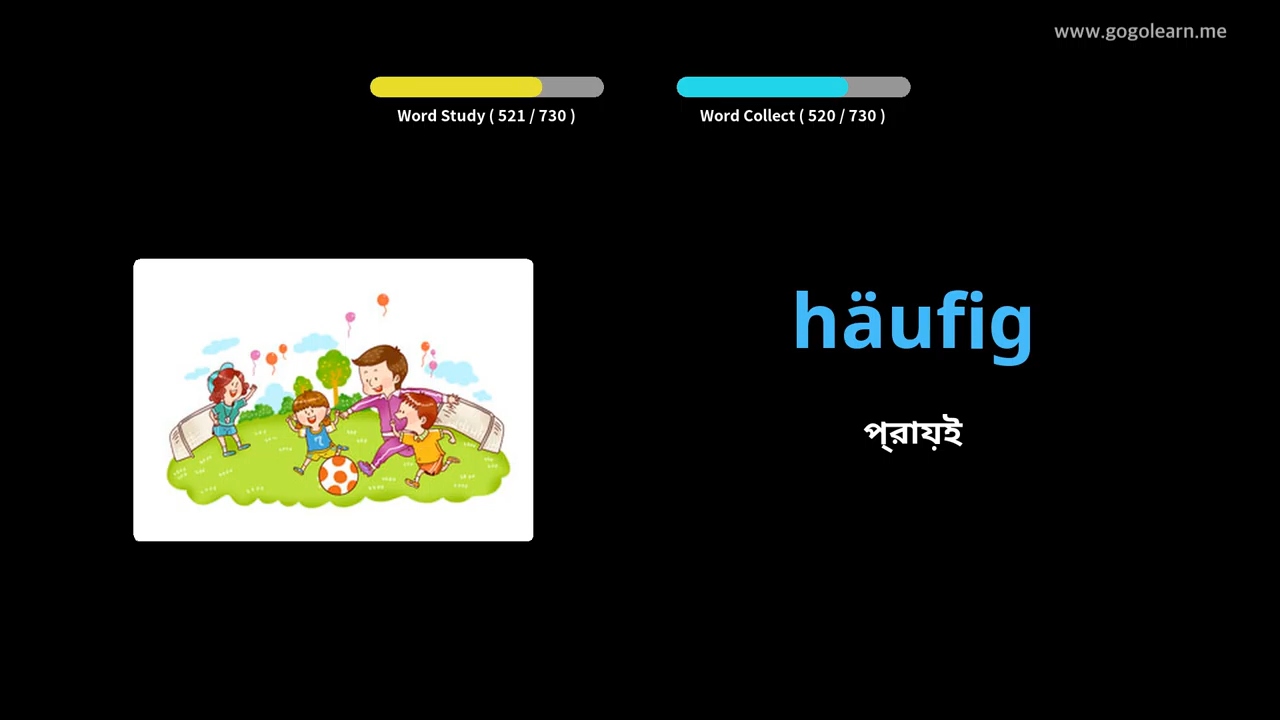 www.gogolearn.me
Word Study ( 521 / 730 )
Word Collect ( 520 / 730 )
häufig
প্রায়ই